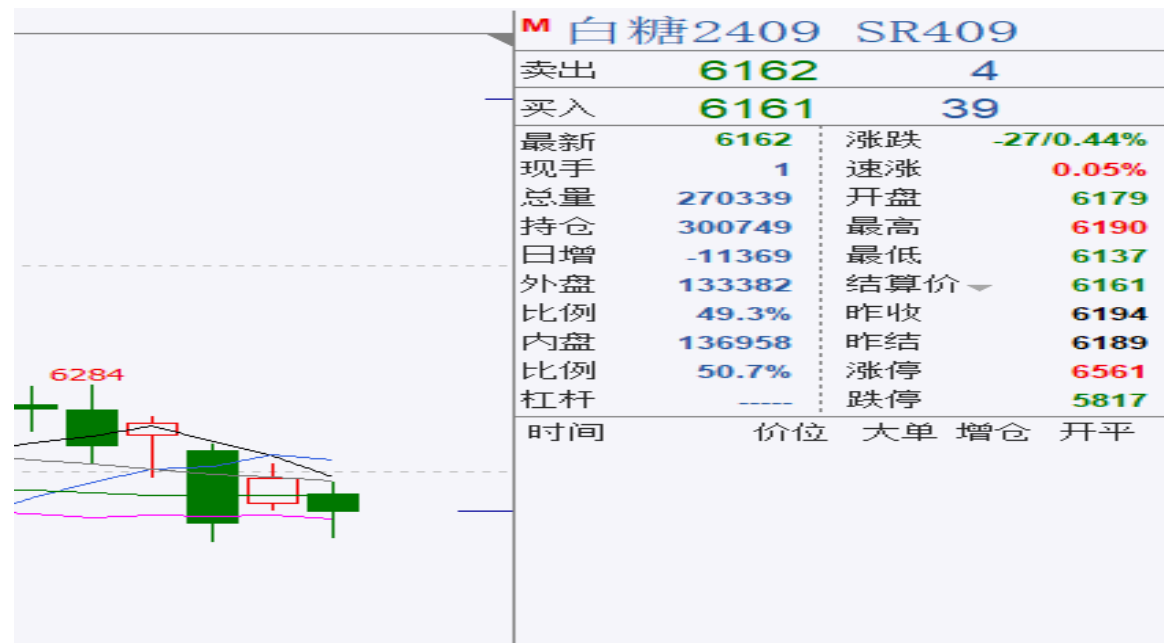 M 白糖2409 SR409
卖出 6162 4
买入 6161 39
最新 6162 涨跌 -27/0.44%
现手 1 速涨 0.05%
总量 270339 开盘 6179
持仓 300749 最高 6190
日增 -11369 最低 6137
外盘 133382 结算价 6161
比例 49.3% 昨收 6194
内盘 136958 昨结 6189
比例 50.7% 涨停 6561
杠杆 ----- 跌停 5817
时间 价位 大单 增仓 开平
6284